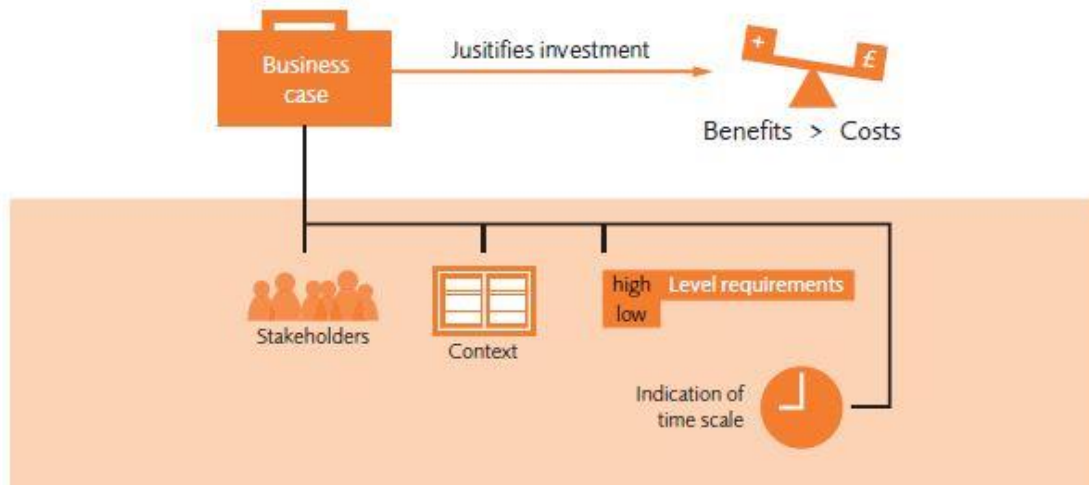 Business
case
Jusitifies investment
+
£
Benefits > Costs
Stakeholders
Context
high Level requirements
low
Indication of
time scale